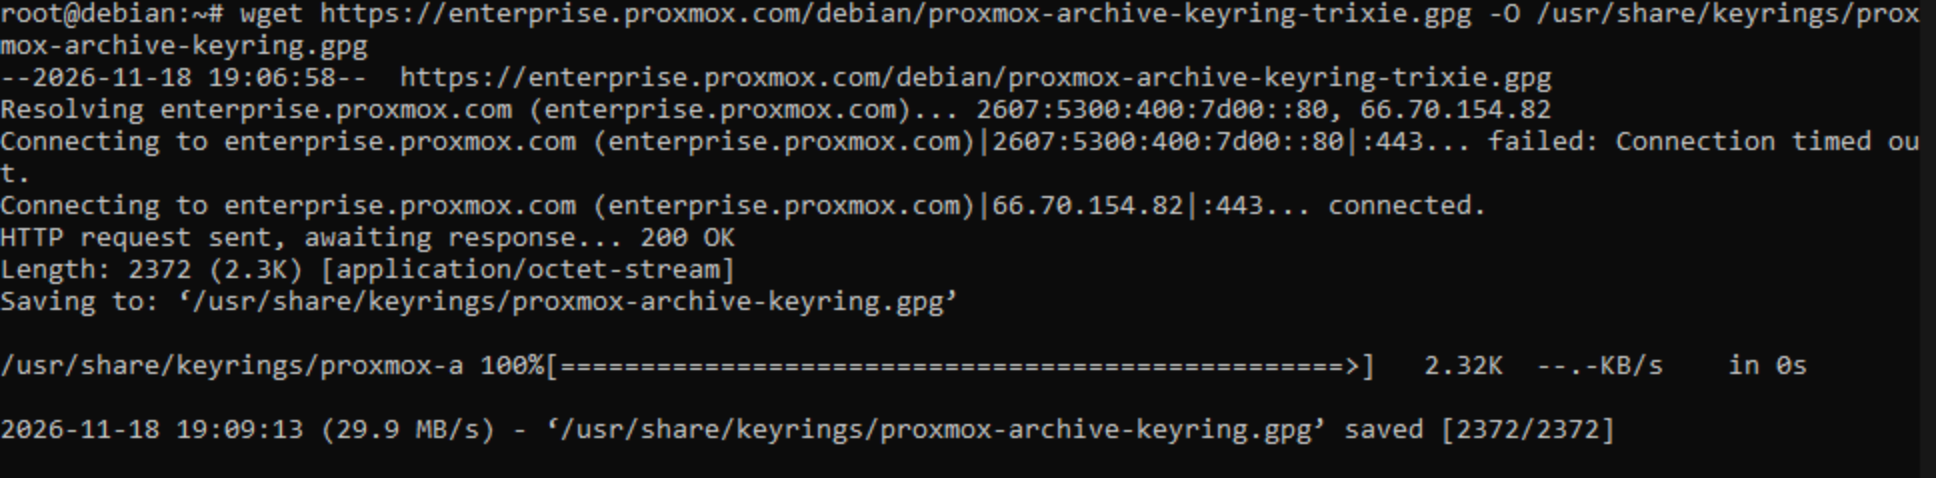 root@debian:~# wget https://enterprise.proxmox.com/debian/proxmox-archive-keyring-trixie.gpg -O /usr/share/keyrings/prox
mox-archive-keyring.gpg
--2026-11-18 19:06:58--  https://enterprise.proxmox.com/debian/proxmox-archive-keyring-trixie.gpg
Resolving enterprise.proxmox.com (enterprise.proxmox.com)... 2607:5300:400:7d00::80, 66.70.154.82
Connecting to enterprise.proxmox.com (enterprise.proxmox.com)|2607:5300:400:7d00::80|:443... failed: Connection timed ou
t.
Connecting to enterprise.proxmox.com (enterprise.proxmox.com)|66.70.154.82|:443... connected.
HTTP request sent, awaiting response... 200 OK
Length: 2372 (2.3K) [application/octet-stream]
Saving to: ‘/usr/share/keyrings/proxmox-archive-keyring.gpg’
/usr/share/keyrings/proxmox-a 100%[=================================================>]   2.32K  --.-KB/s    in 0s
2026-11-18 19:09:13 (29.9 MB/s) - ‘/usr/share/keyrings/proxmox-archive-keyring.gpg’ saved [2372/2372]